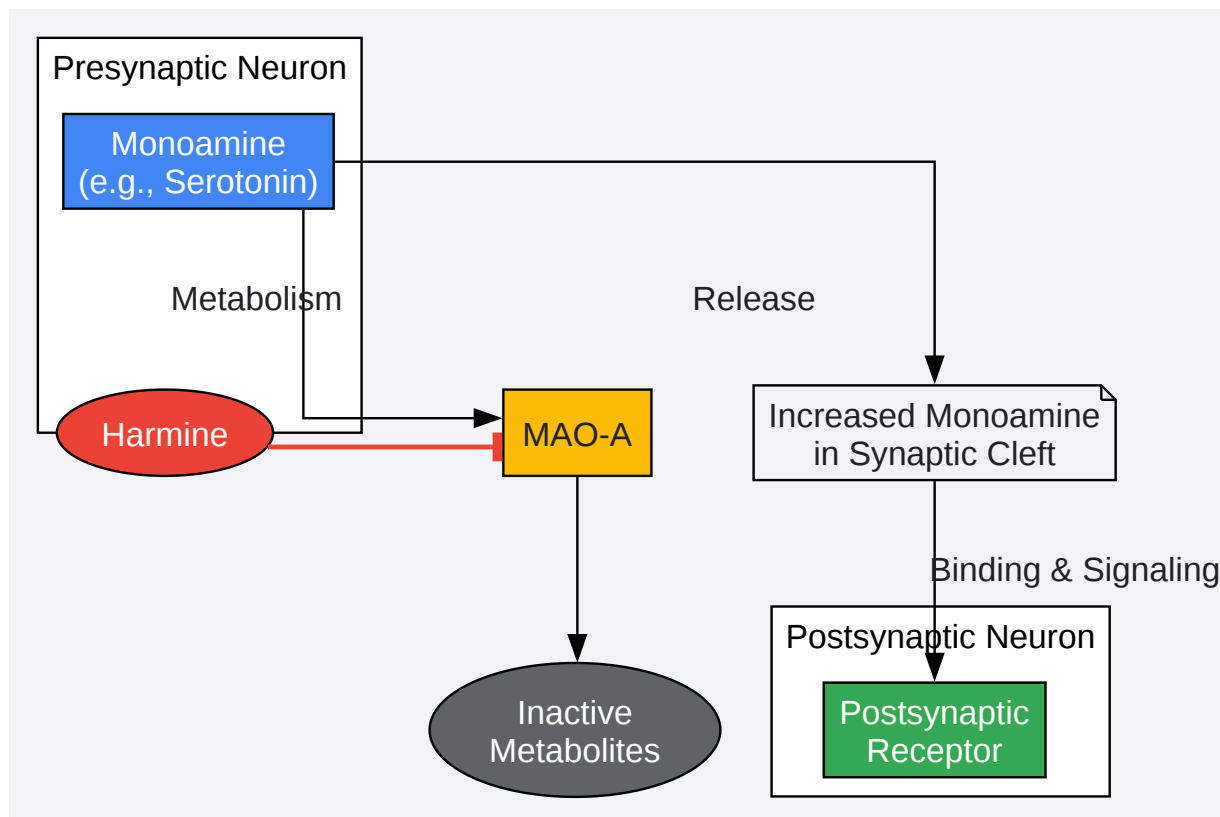 Presynaptic Neuron
Monoamine
(e.g., Serotonin)
Metabolism
Release
Harmine
MAO-A
Increased Monoamine
in Synaptic Cleft
Binding & Signaling
Postsynaptic Neuron
Postsynaptic
Receptor
Inactive
Metabolites